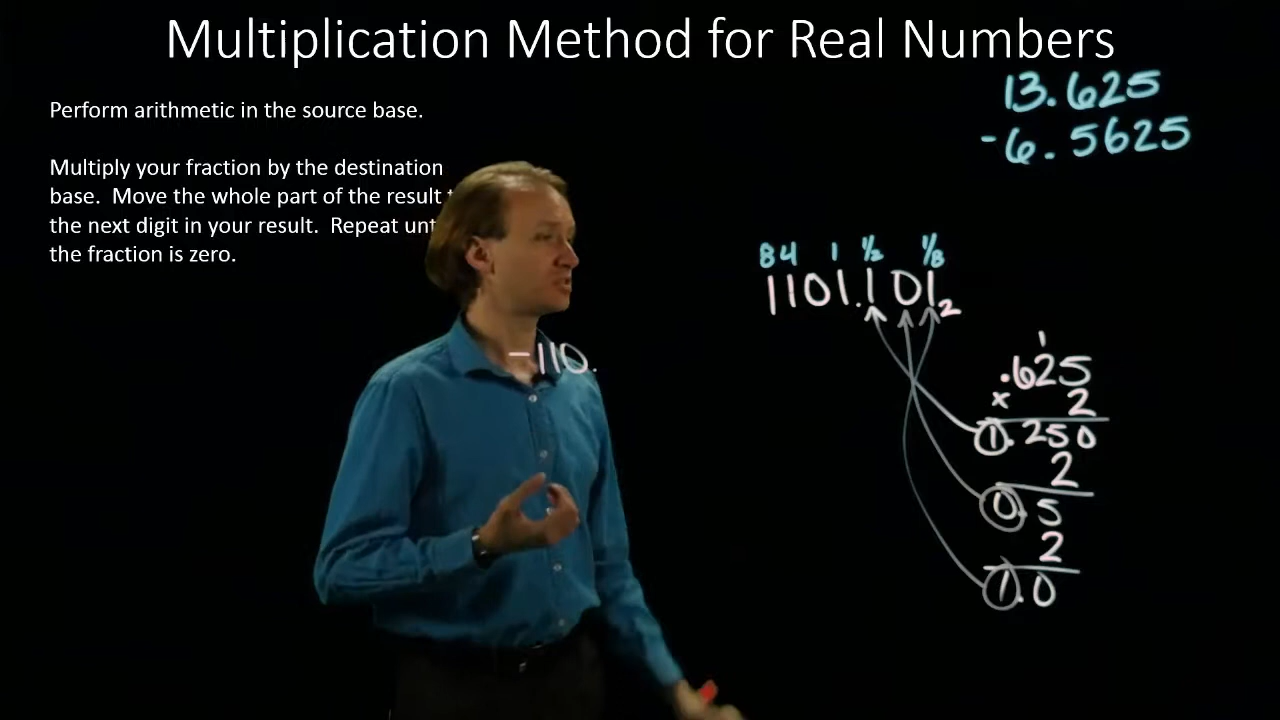 Multiplication Method for Real Numbers
13.625
-6.5625
Perform arithmetic in the source base.
Multiply your fraction by the destination
base. Move the whole part of the result
the next digit in your result. Repeat
the fraction is zero.
8 4 1 ½ ⅛
1101.101₂
-110.
1
.625
x 2
1.250
2
0.5
2
1.0